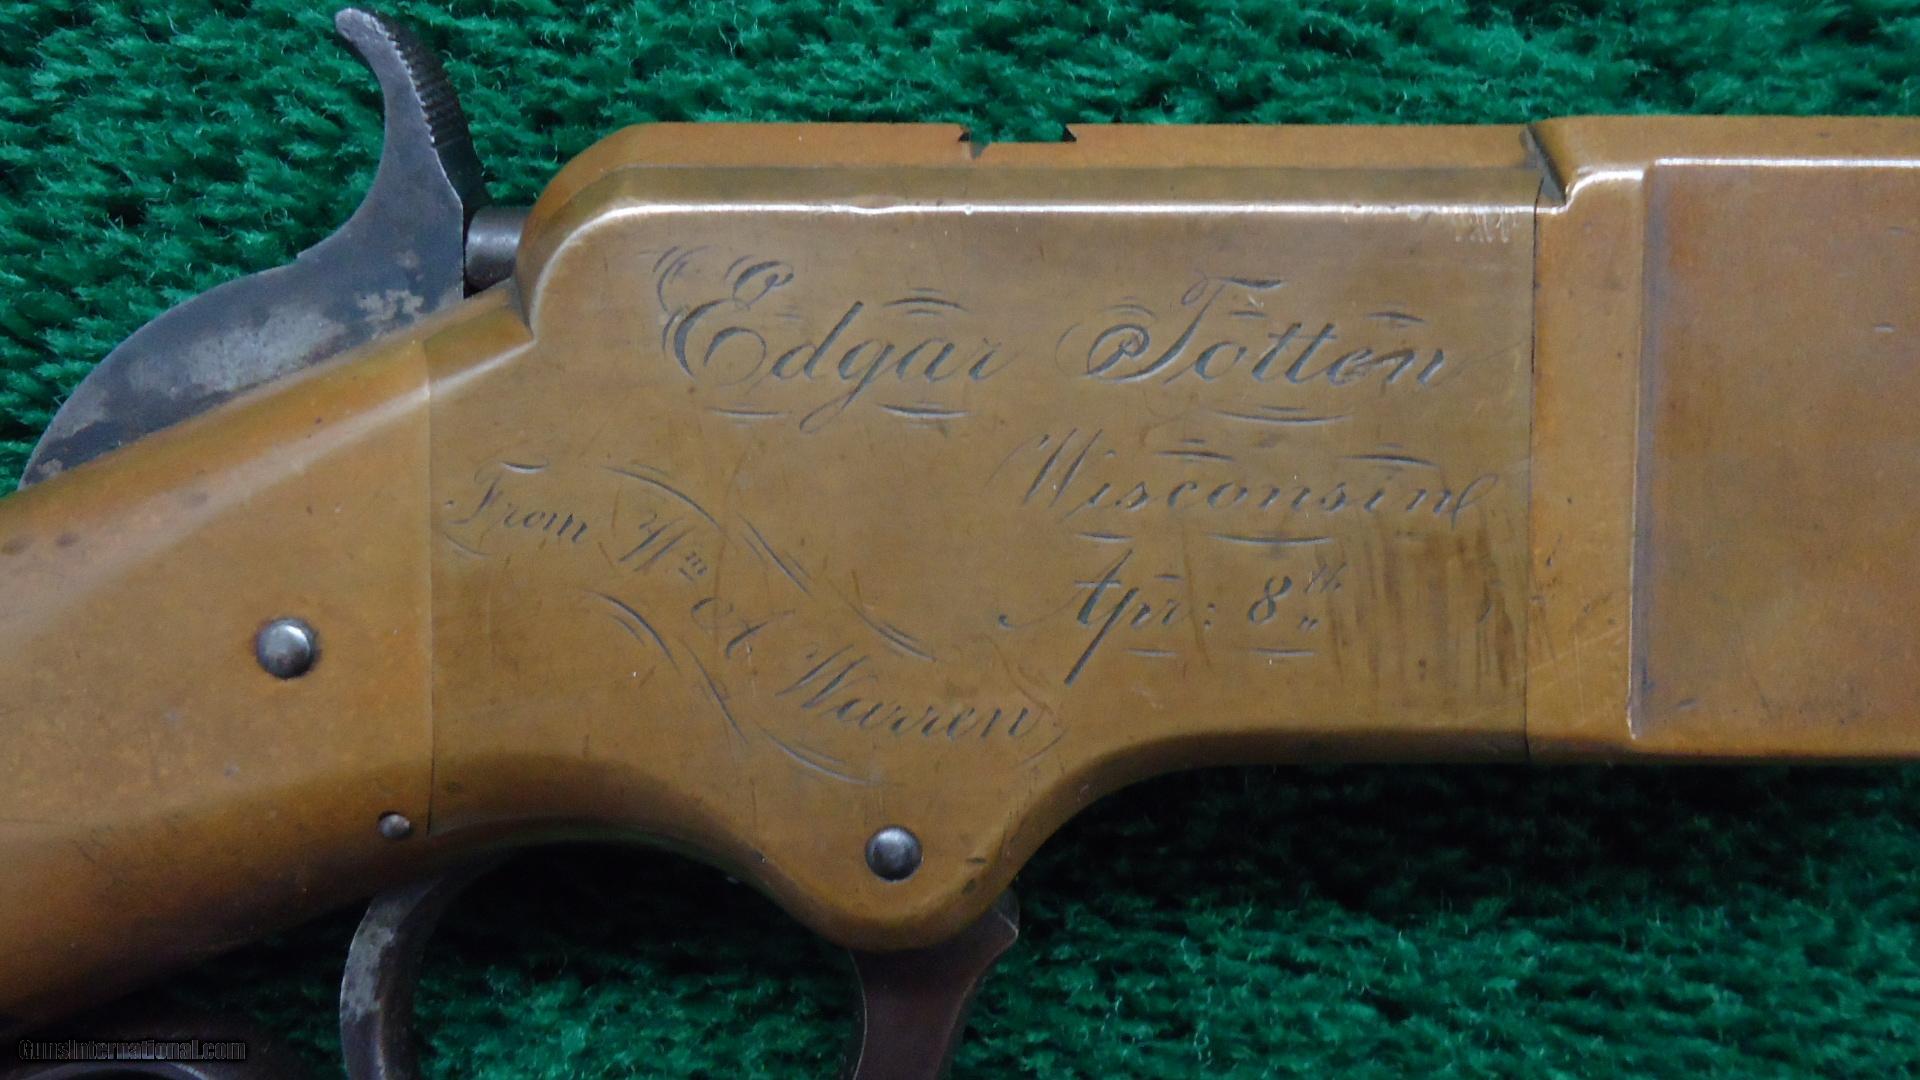 Edgar Totten
Wisconsin
Apr: 8th
From Wm A Warren
GunsInternational.com